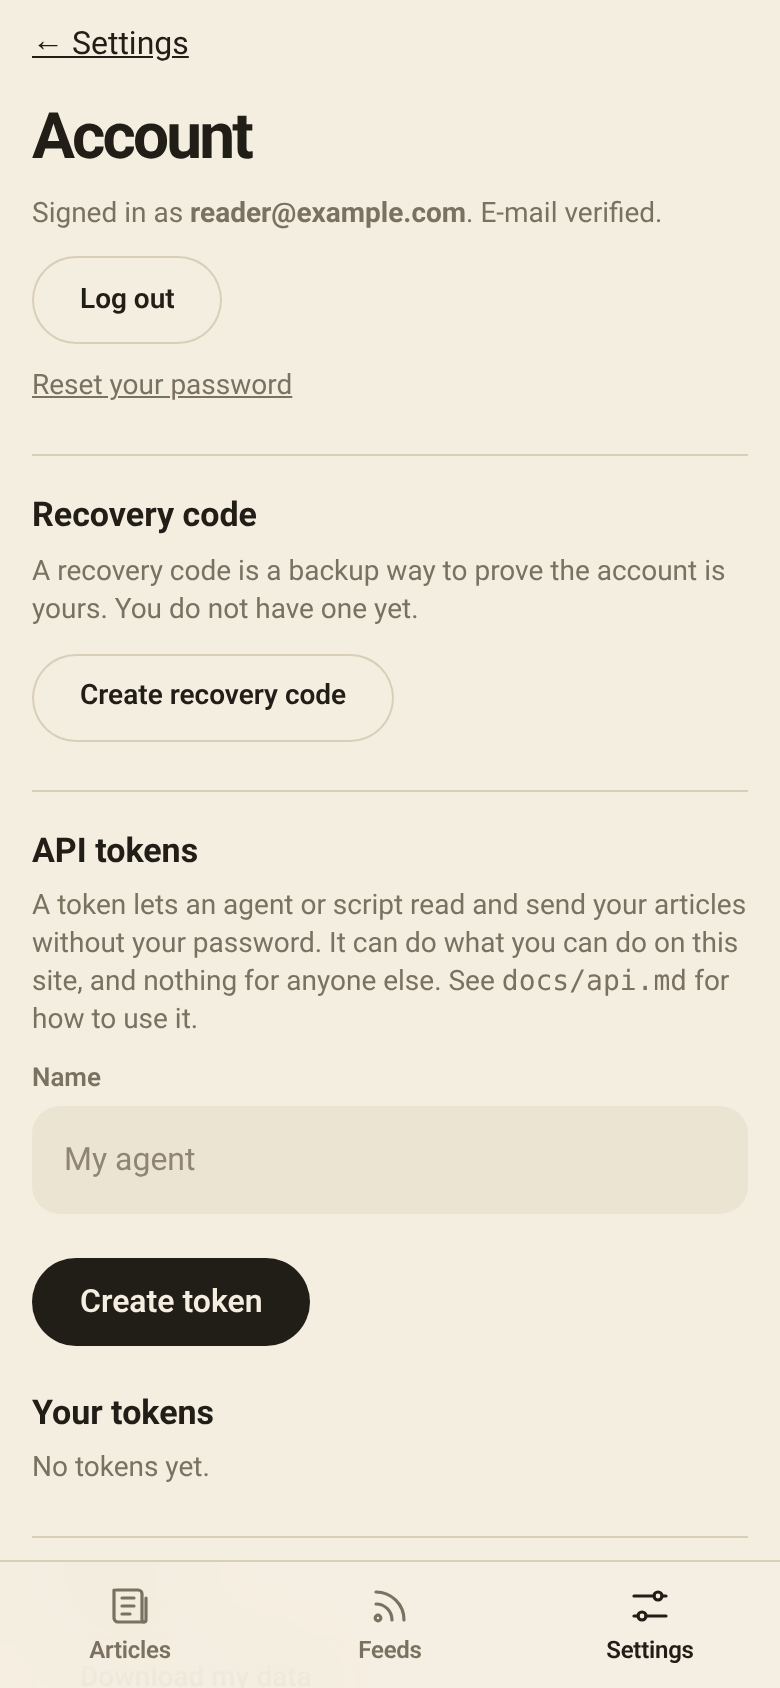 ← Settings
Account
Signed in as reader@example.com. E-mail verified.
Log out
Reset your password
Recovery code
A recovery code is a backup way to prove the account is
yours. You do not have one yet.
Create recovery code
API tokens
A token lets an agent or script read and send your articles
without your password. It can do what you can do on this
site, and nothing for anyone else. See docs/api.md for
how to use it.
Name
My agent
Create token
Your tokens
No tokens yet.
Articles
Feeds
Settings
Download my data